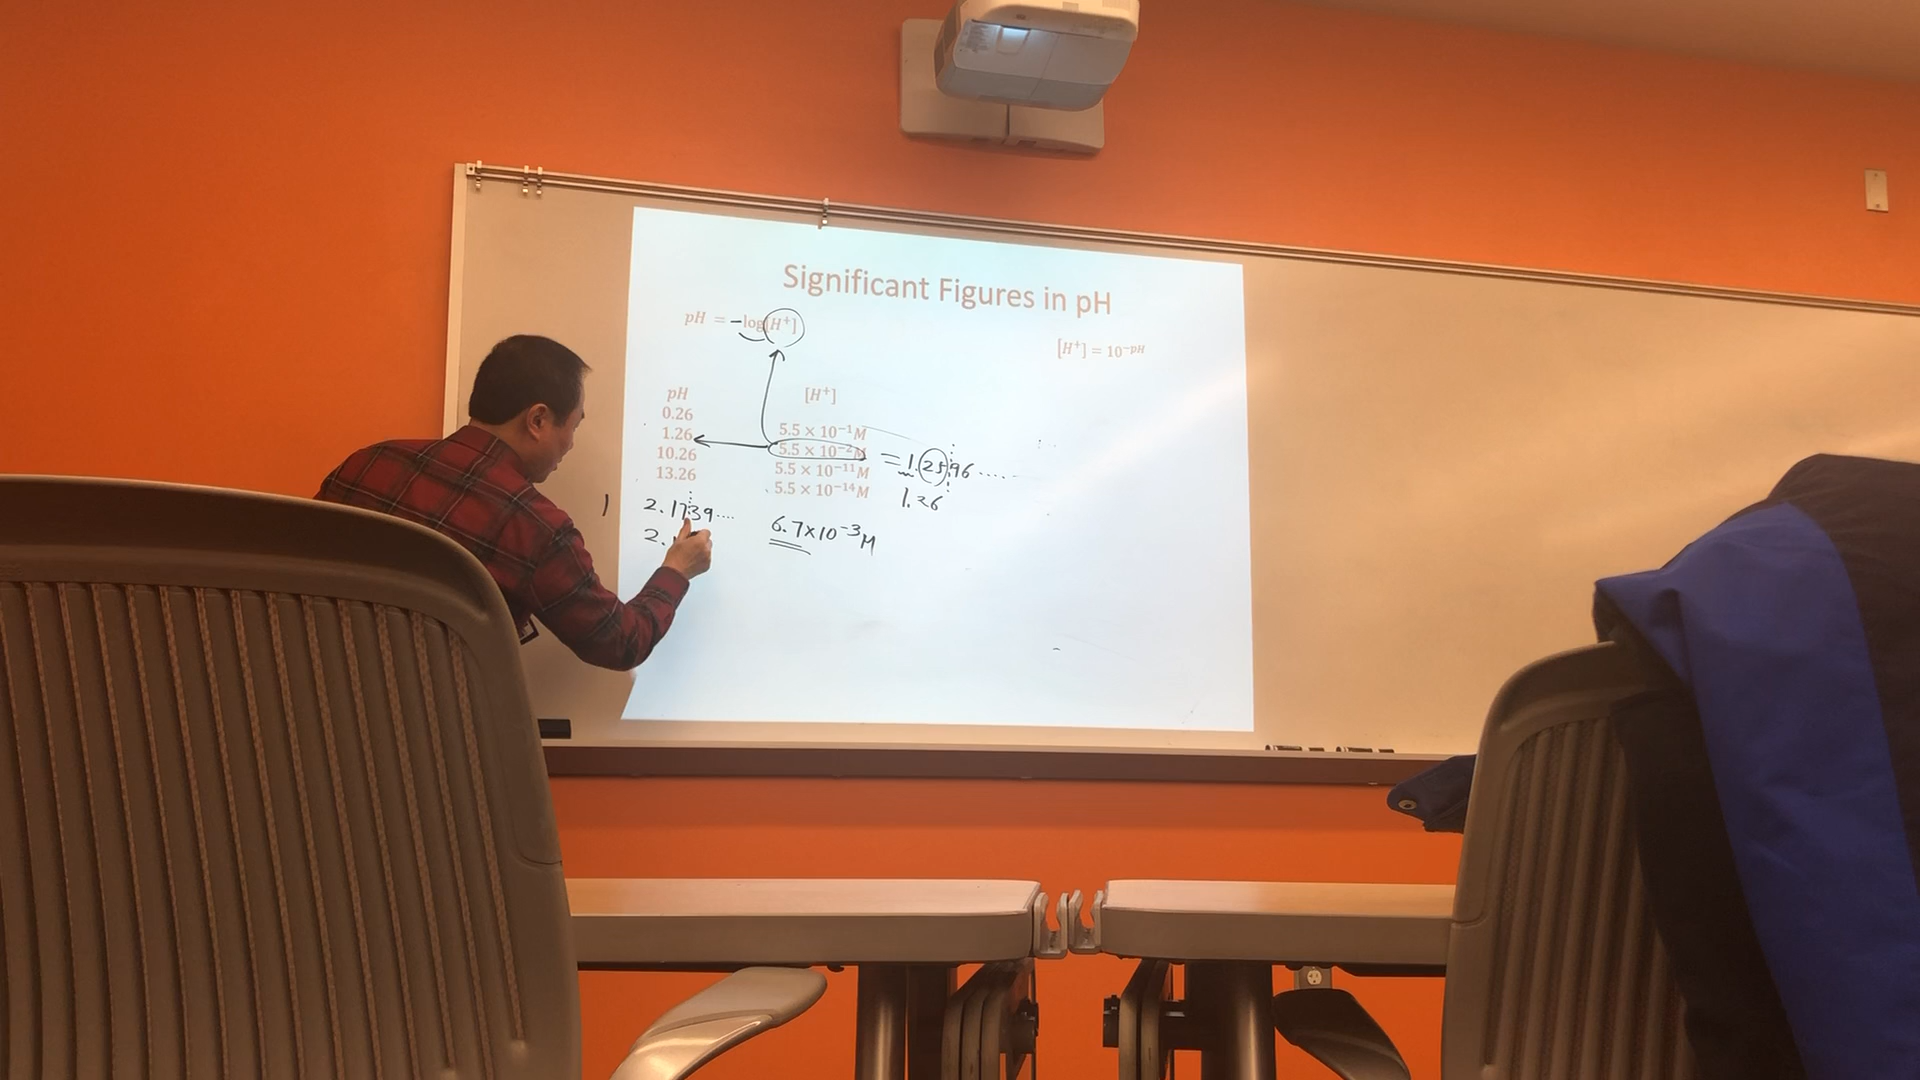 Significant Figures in pH
pH = -log[H⁺]
[H⁺] = 10⁻ᵖᴴ
pH [H⁺]
0.26 5.5 × 10⁻¹M
1.26 5.5 × 10⁻²M = 1.2596.....
10.26 5.5 × 10⁻¹¹M
13.26 5.5 × 10⁻¹⁴M
1.26
2.1739....
6.7×10⁻³M
2.